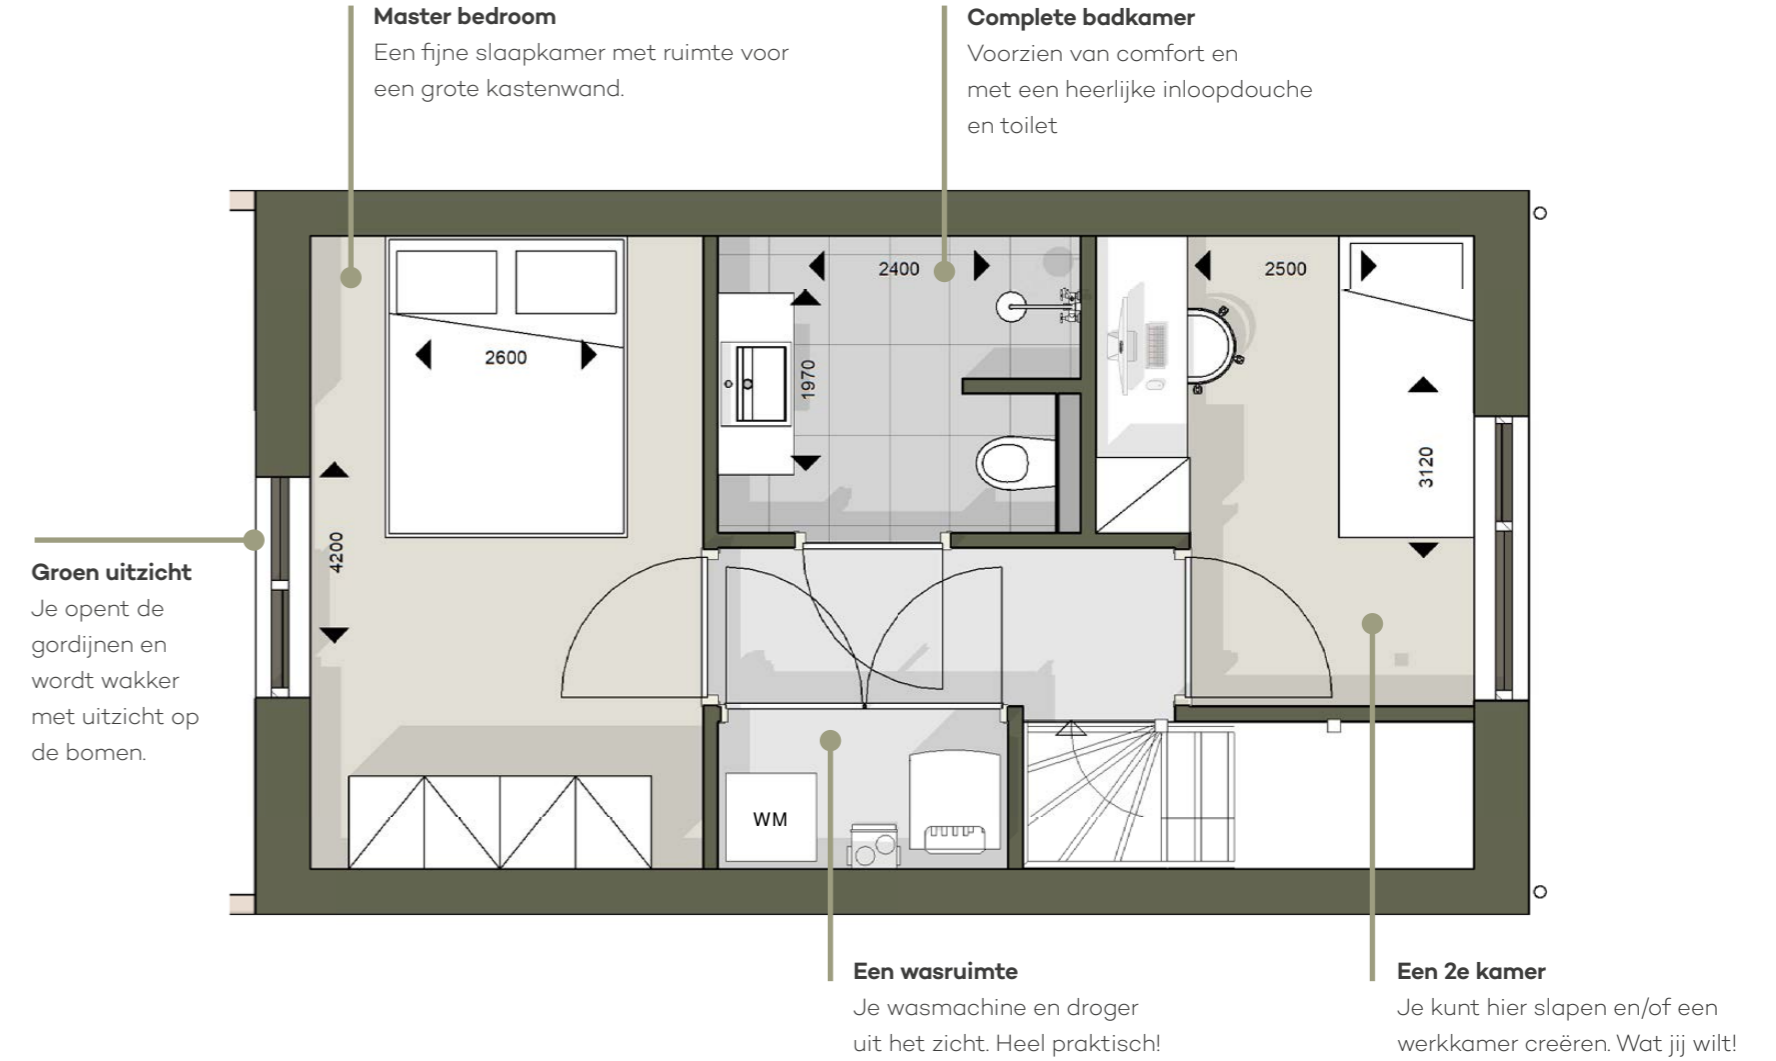 Master bedroom
Een fijne slaapkamer met ruimte voor
een grote kastenwand.
Complete badkamer
Voorzien van comfort en
met een heerlijke inloopdouche
en toilet
2400
2500
2600
1970
3120
4200
Groen uitzicht
Je opent de
gordijnen en
wordt wakker
met uitzicht op
de bomen.
WM
Een wasruimte
Je wasmachine en droger
uit het zicht. Heel praktisch!
Een 2e kamer
Je kunt hier slapen en/of een
werkkamer creëren. Wat jij wilt!